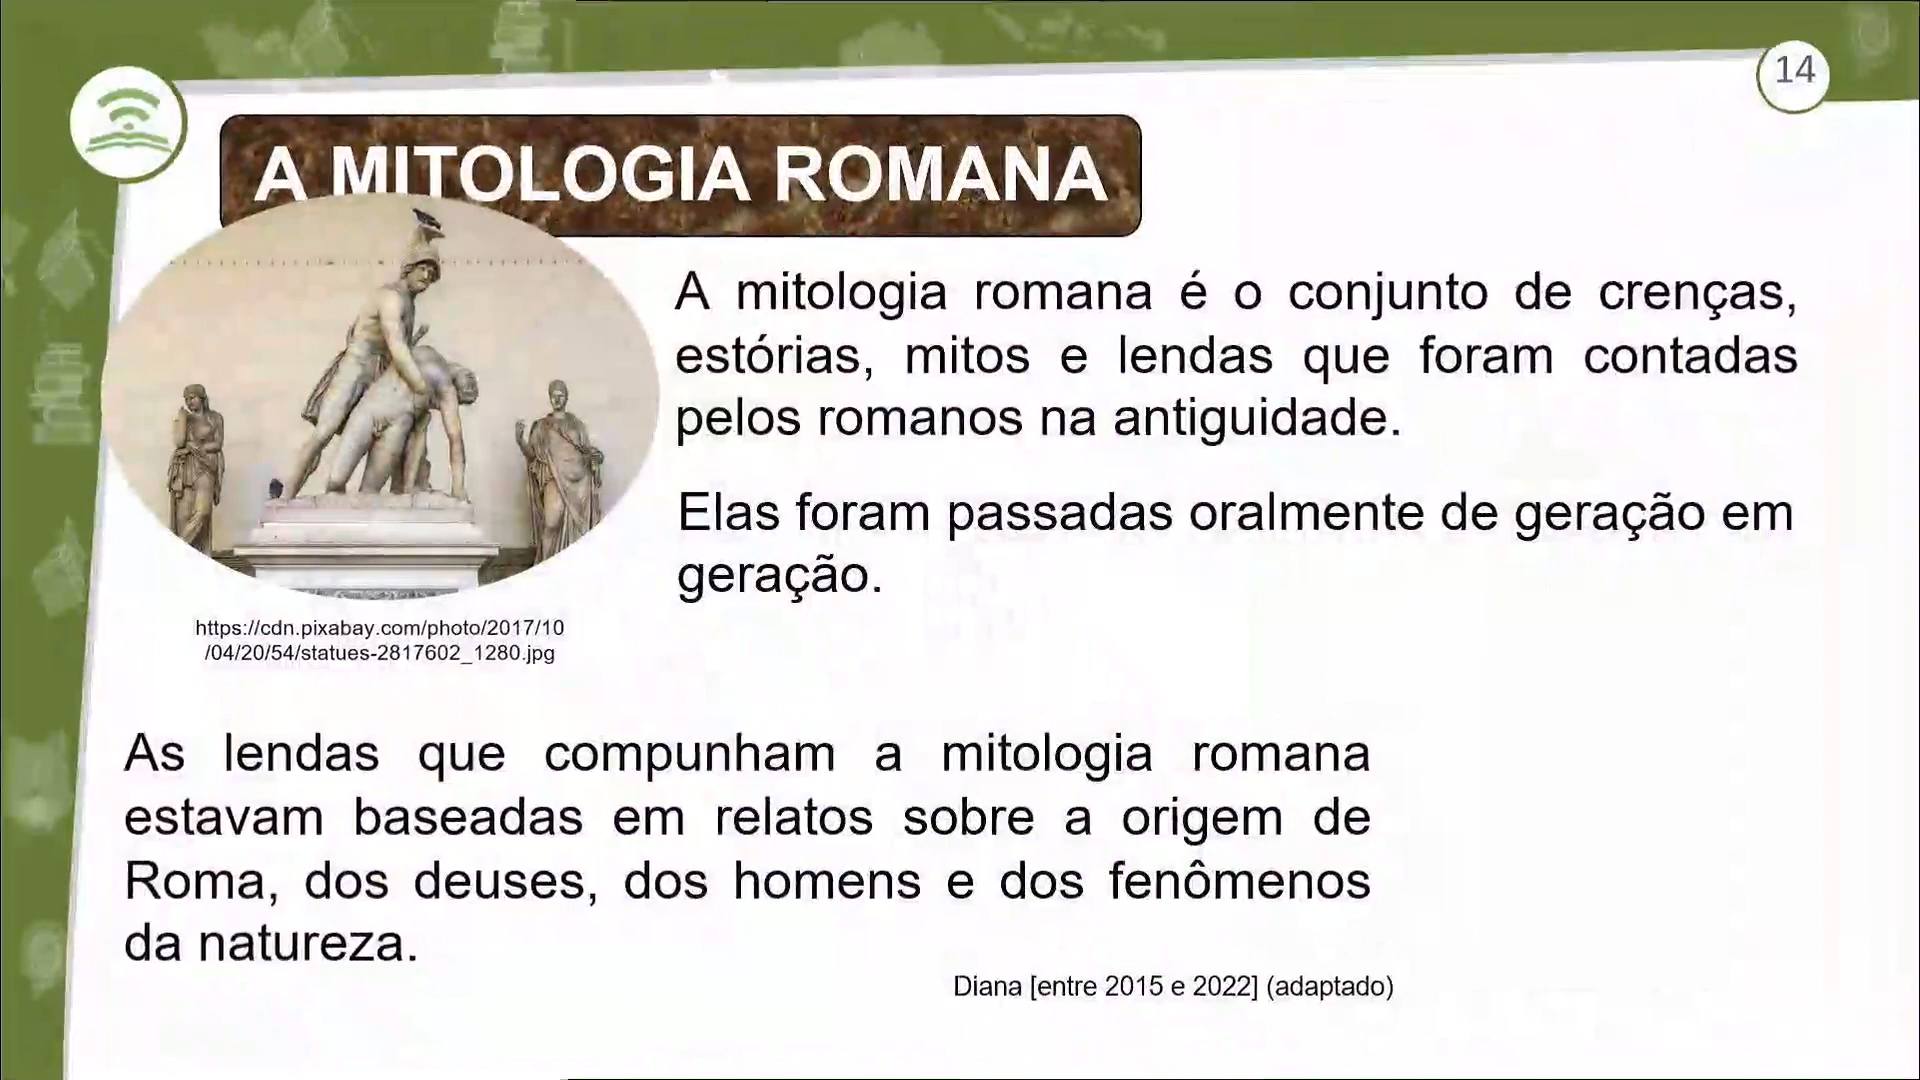 14
A MITOLOGIA ROMANA
A mitologia romana é o conjunto de crenças,
estórias, mitos e lendas que foram contadas
pelos romanos na antiguidade.
Elas foram passadas oralmente de geração em
geração.
https://cdn.pixabay.com/photo/2017/10
/04/20/54/statues-2817602_1280.jpg
As lendas que compunham a mitologia romana
estavam baseadas em relatos sobre a origem de
Roma, dos deuses, dos homens e dos fenômenos
da natureza.
Diana [entre 2015 e 2022] (adaptado)